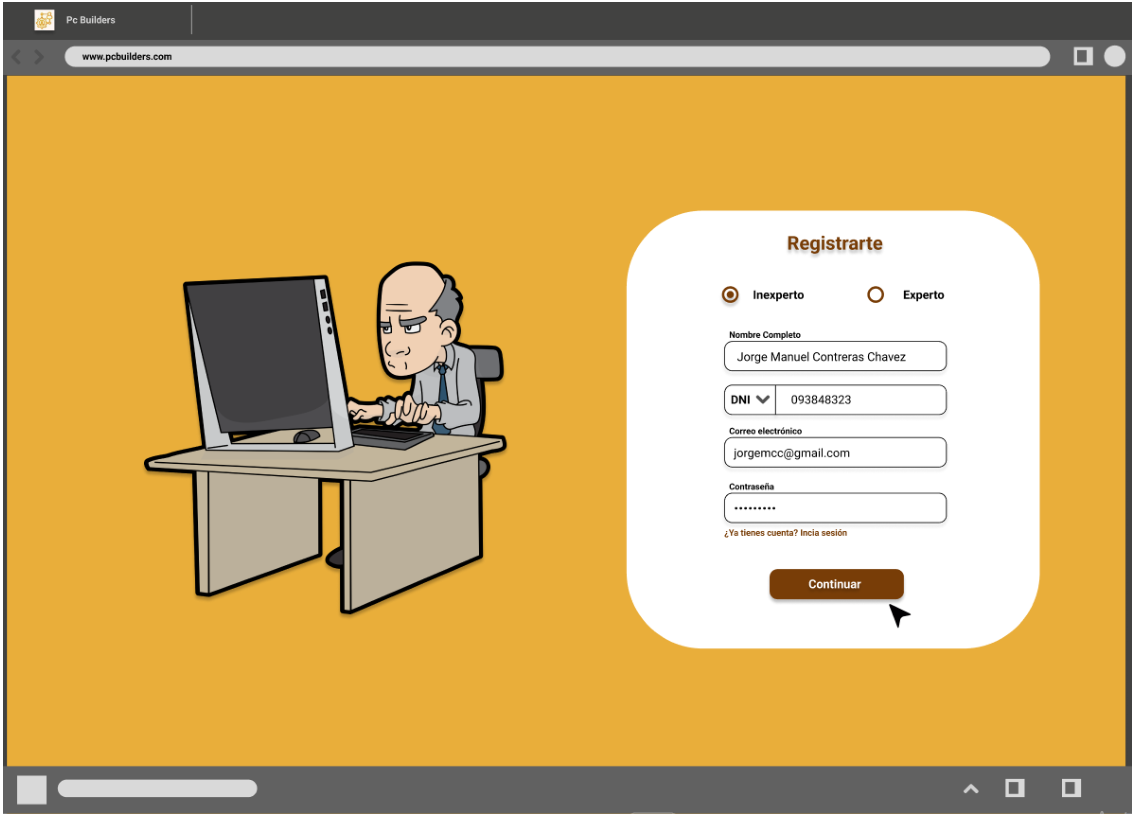 Pc Builders
www.pcbuilders.com
Registrarte
Inexperto Experto
Nombre Completo
Jorge Manuel Contreras Chavez
DNI 093848323
Correo electrónico
jorgemcc@gmail.com
Contraseña
•••••••••
¿Ya tienes cuenta? Incia sesión
Continuar